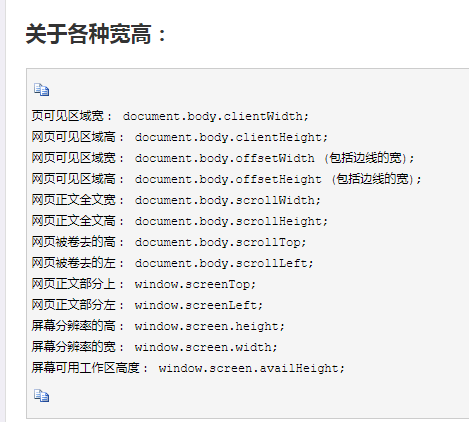 关于各种宽高：
页可见区域宽： document.body.clientWidth;
网页可见区域高： document.body.clientHeight;
网页可见区域宽： document.body.offsetWidth (包括边线的宽);
网页可见区域高： document.body.offsetHeight (包括边线的宽);
网页正文全文宽： document.body.scrollWidth;
网页正文全文高： document.body.scrollHeight;
网页被卷去的高： document.body.scrollTop;
网页被卷去的左： document.body.scrollLeft;
网页正文部分上： window.screenTop;
网页正文部分左： window.screenLeft;
屏幕分辨率的高： window.screen.height;
屏幕分辨率的宽： window.screen.width;
屏幕可用工作区高度： window.screen.availHeight;